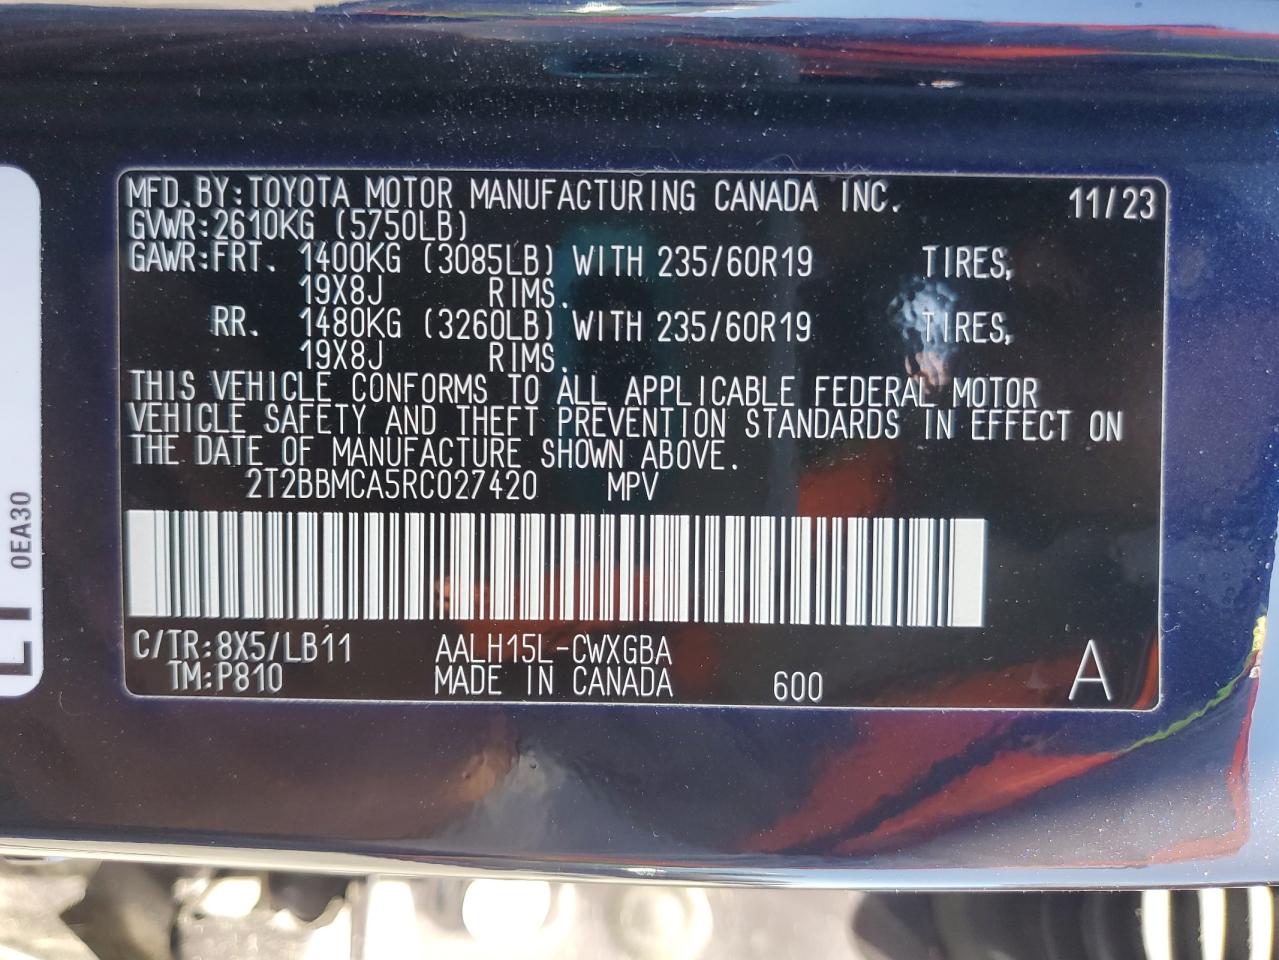 MFD.BY:TOYOTA MOTOR MANUFACTURING CANADA INC. 11/23
GVWR:2610KG (5750LB)
GAWR:FRT. 1400KG (3085LB) WITH 235/60R19 TIRES,
19X8J RIMS.
RR. 1480KG (3260LB) WITH 235/60R19 TIRES,
19X8J RIMS.
THIS VEHICLE CONFORMS TO ALL APPLICABLE FEDERAL MOTOR
VEHICLE SAFETY AND THEFT PREVENTION STANDARDS IN EFFECT ON
THE DATE OF MANUFACTURE SHOWN ABOVE.
2T2BBMCA5RC027420 MPV
C/TR:8X5/LB11 AALH15L-CWXGBA A
TM:P810 MADE IN CANADA 600
0EA30